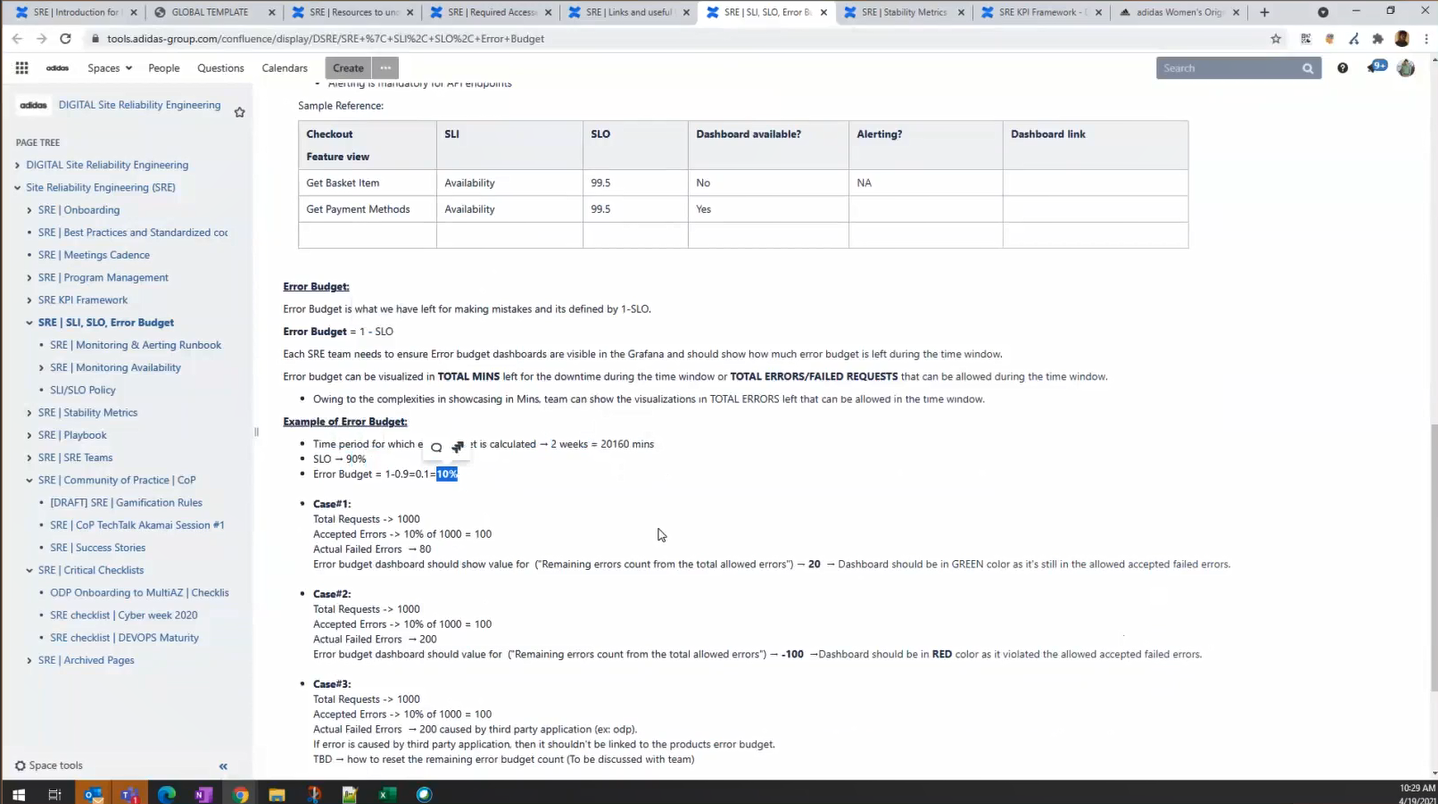 SRE | Introduction for
GLOBAL TEMPLATE
SRE | Resources to un
SRE | Required Access
SRE | Links and useful
SRE | SLI, SLO, Error B
SRE | Stability Metrics
SRE KPI Framework -
adidas Women's Orig
tools.adidas-group.com/confluence/display/DSRE/SRE+%7C+SLI%2C+SLO%2C+Error+Budget
adidas Spaces People Questions Calendars Create ... Search 9+
adidas DIGITAL Site Reliability Engineering
PAGE TREE
DIGITAL Site Reliability Engineering
Site Reliability Engineering (SRE)
SRE | Onboarding
SRE | Best Practices and Standardized coc
SRE | Meetings Cadence
SRE | Program Management
SRE KPI Framework
SRE | SLI, SLO, Error Budget
SRE | Monitoring & Aerting Runbook
SRE | Monitoring Availability
SLI/SLO Policy
SRE | Stability Metrics
SRE | Playbook
SRE | SRE Teams
SRE | Community of Practice | CoP
[DRAFT] SRE | Gamification Rules
SRE | CoP TechTalk Akamai Session #1
SRE | Success Stories
SRE | Critical Checklists
ODP Onboarding to MultiAZ | Checklis
SRE checklist | Cyber week 2020
SRE checklist | DEVOPS Maturity
SRE | Archived Pages
Space tools
Alerting is mandatory for API endpoints
Sample Reference:
Checkout SLI SLO Dashboard available? Alerting? Dashboard link
Feature view
Get Basket Item Availability 99.5 No NA
Get Payment Methods Availability 99.5 Yes
Error Budget:
Error Budget is what we have left for making mistakes and its defined by 1-SLO.
Error Budget = 1 - SLO
Each SRE team needs to ensure Error budget dashboards are visible in the Grafana and should show how much error budget is left during the time window.
Error budget can be visualized in TOTAL MINS left for the downtime during the time window or TOTAL ERRORS/FAILED REQUESTS that can be allowed during the time window.
Owing to the complexities in showcasing in Mins, team can show the visualizations in TOTAL ERRORS left that can be allowed in the time window.
Example of Error Budget:
Time period for which e et is calculated → 2 weeks = 20160 mins
SLO → 90%
Error Budget = 1-0.9=0.1=10%
Case#1:
Total Requests -> 1000
Accepted Errors -> 10% of 1000 = 100
Actual Failed Errors → 80
Error budget dashboard should show value for ("Remaining errors count from the total allowed errors") → 20 → Dashboard should be in GREEN color as it's still in the allowed accepted failed errors.
Case#2:
Total Requests -> 1000
Accepted Errors -> 10% of 1000 = 100
Actual Failed Errors → 200
Error budget dashboard should value for ("Remaining errors count from the total allowed errors") → -100 →Dashboard should be in RED color as it violated the allowed accepted failed errors.
Case#3:
Total Requests -> 1000
Accepted Errors -> 10% of 1000 = 100
Actual Failed Errors → 200 caused by third party application (ex: odp).
If error is caused by third party application, then it shouldn't be linked to the products error budget.
TBD → how to reset the remaining error budget count (To be discussed with team)
10:29 AM
4/19/2021